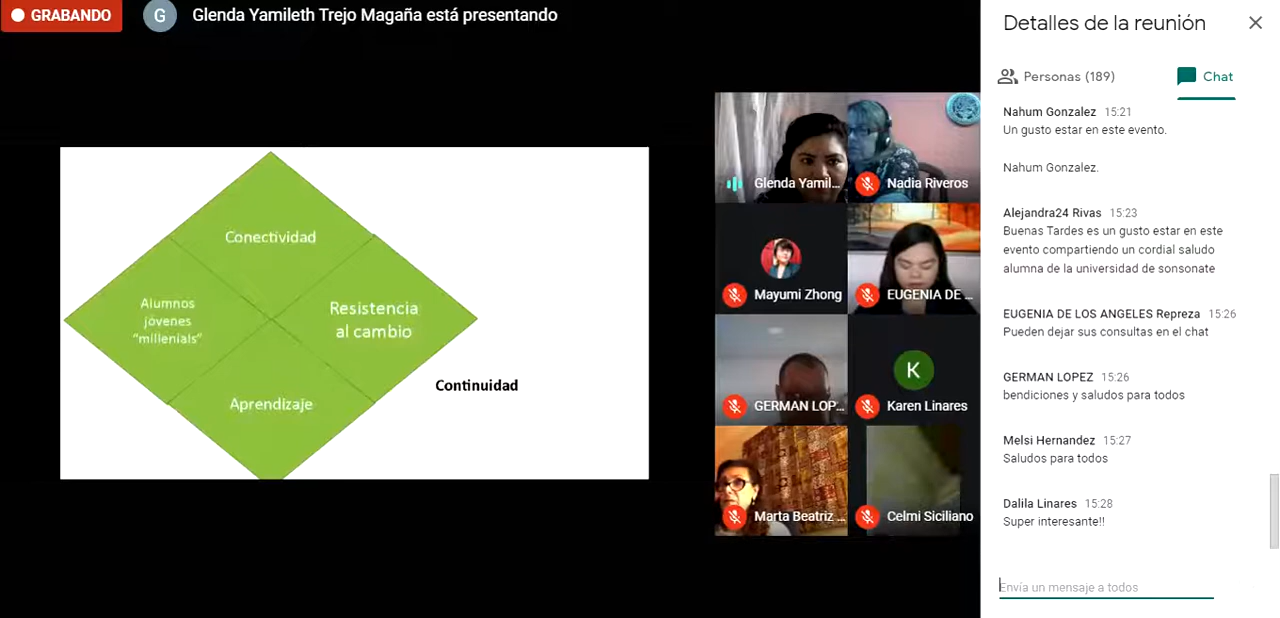 GRABANDO
G
Glenda Yamileth Trejo Magaña está presentando
Conectividad
Alumnos
jóvenes
“millenials”
Resistencia
al cambio
Aprendizaje
Continuidad
Glenda Yamil...
Nadia Riveros
Mayumi Zhong
EUGENIA DE ...
GERMAN LOP...
K
Karen Linares
Marta Beatriz ...
Celmi Siciliano
Detalles de la reunión
Personas (189)
Chat
Nahum Gonzalez 15:21
Un gusto estar en este evento.
Nahum Gonzalez.
Alejandra24 Rivas 15:23
Buenas Tardes es un gusto estar en este
evento compartiendo un cordial saludo
alumna de la universidad de sonsonate
EUGENIA DE LOS ANGELES Repreza 15:26
Pueden dejar sus consultas en el chat
GERMAN LOPEZ 15:26
bendiciones y saludos para todos
Melsi Hernandez 15:27
Saludos para todos
Dalila Linares 15:28
Super interesante!!
Envía un mensaje a todos